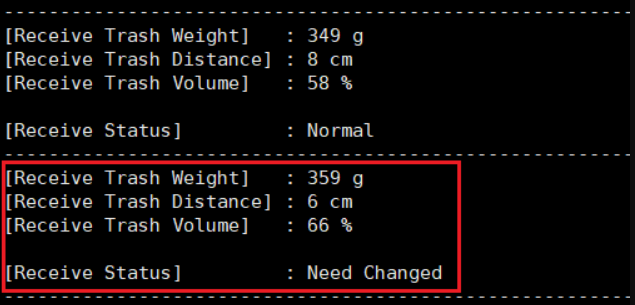 [Receive Trash Weight] : 349 g
[Receive Trash Distance] : 8 cm
[Receive Trash Volume] : 58 %
[Receive Status] : Normal
[Receive Trash Weight] : 359 g
[Receive Trash Distance] : 6 cm
[Receive Trash Volume] : 66 %
[Receive Status] : Need Changed